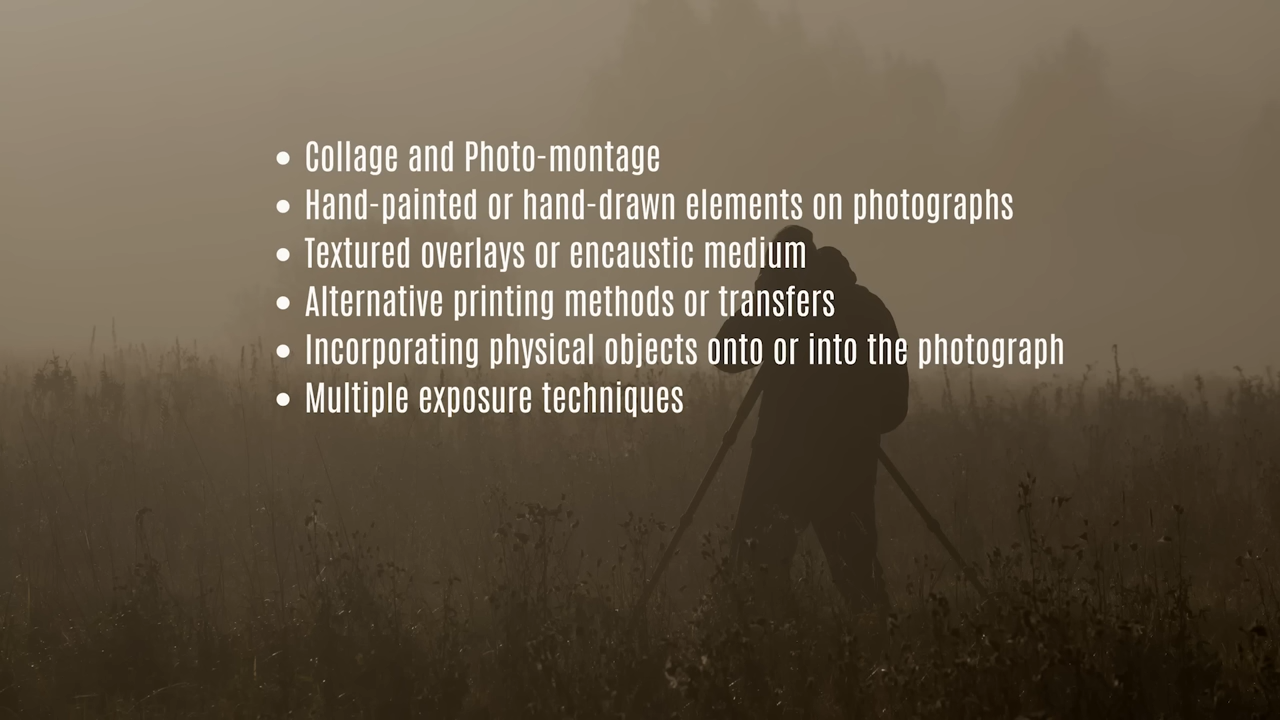 • Collage and Photo-montage
• Hand-painted or hand-drawn elements on photographs
• Textured overlays or encaustic medium
• Alternative printing methods or transfers
• Incorporating physical objects onto or into the photograph
• Multiple exposure techniques